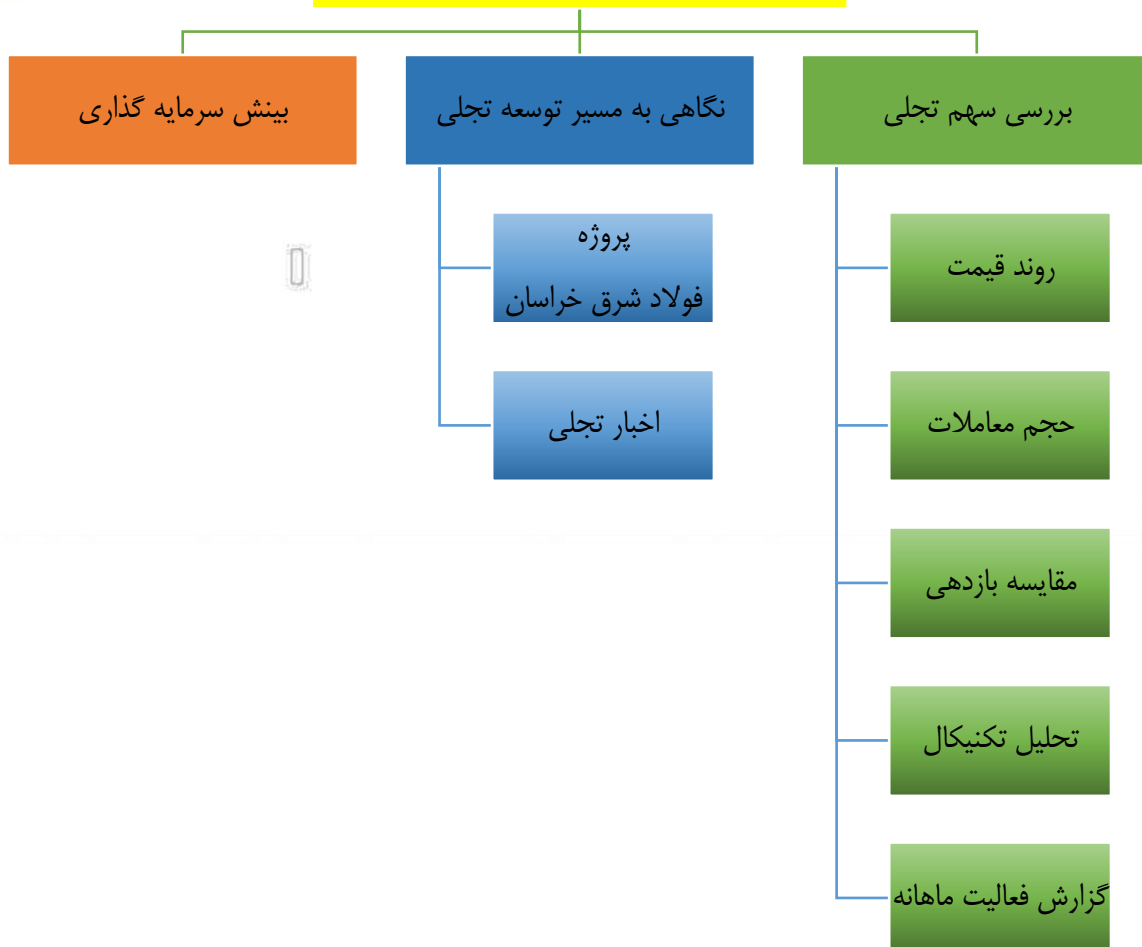 بررسی سهم تجلی
نگاهی به مسیر توسعه تجلی
بینش سرمایه گذاری
روند قیمت
حجم معاملات
مقایسه بازدهی
تحلیل تکنیکال
گزارش فعالیت ماهانه
پروژه
فولاد شرق خراسان
اخبار تجلی